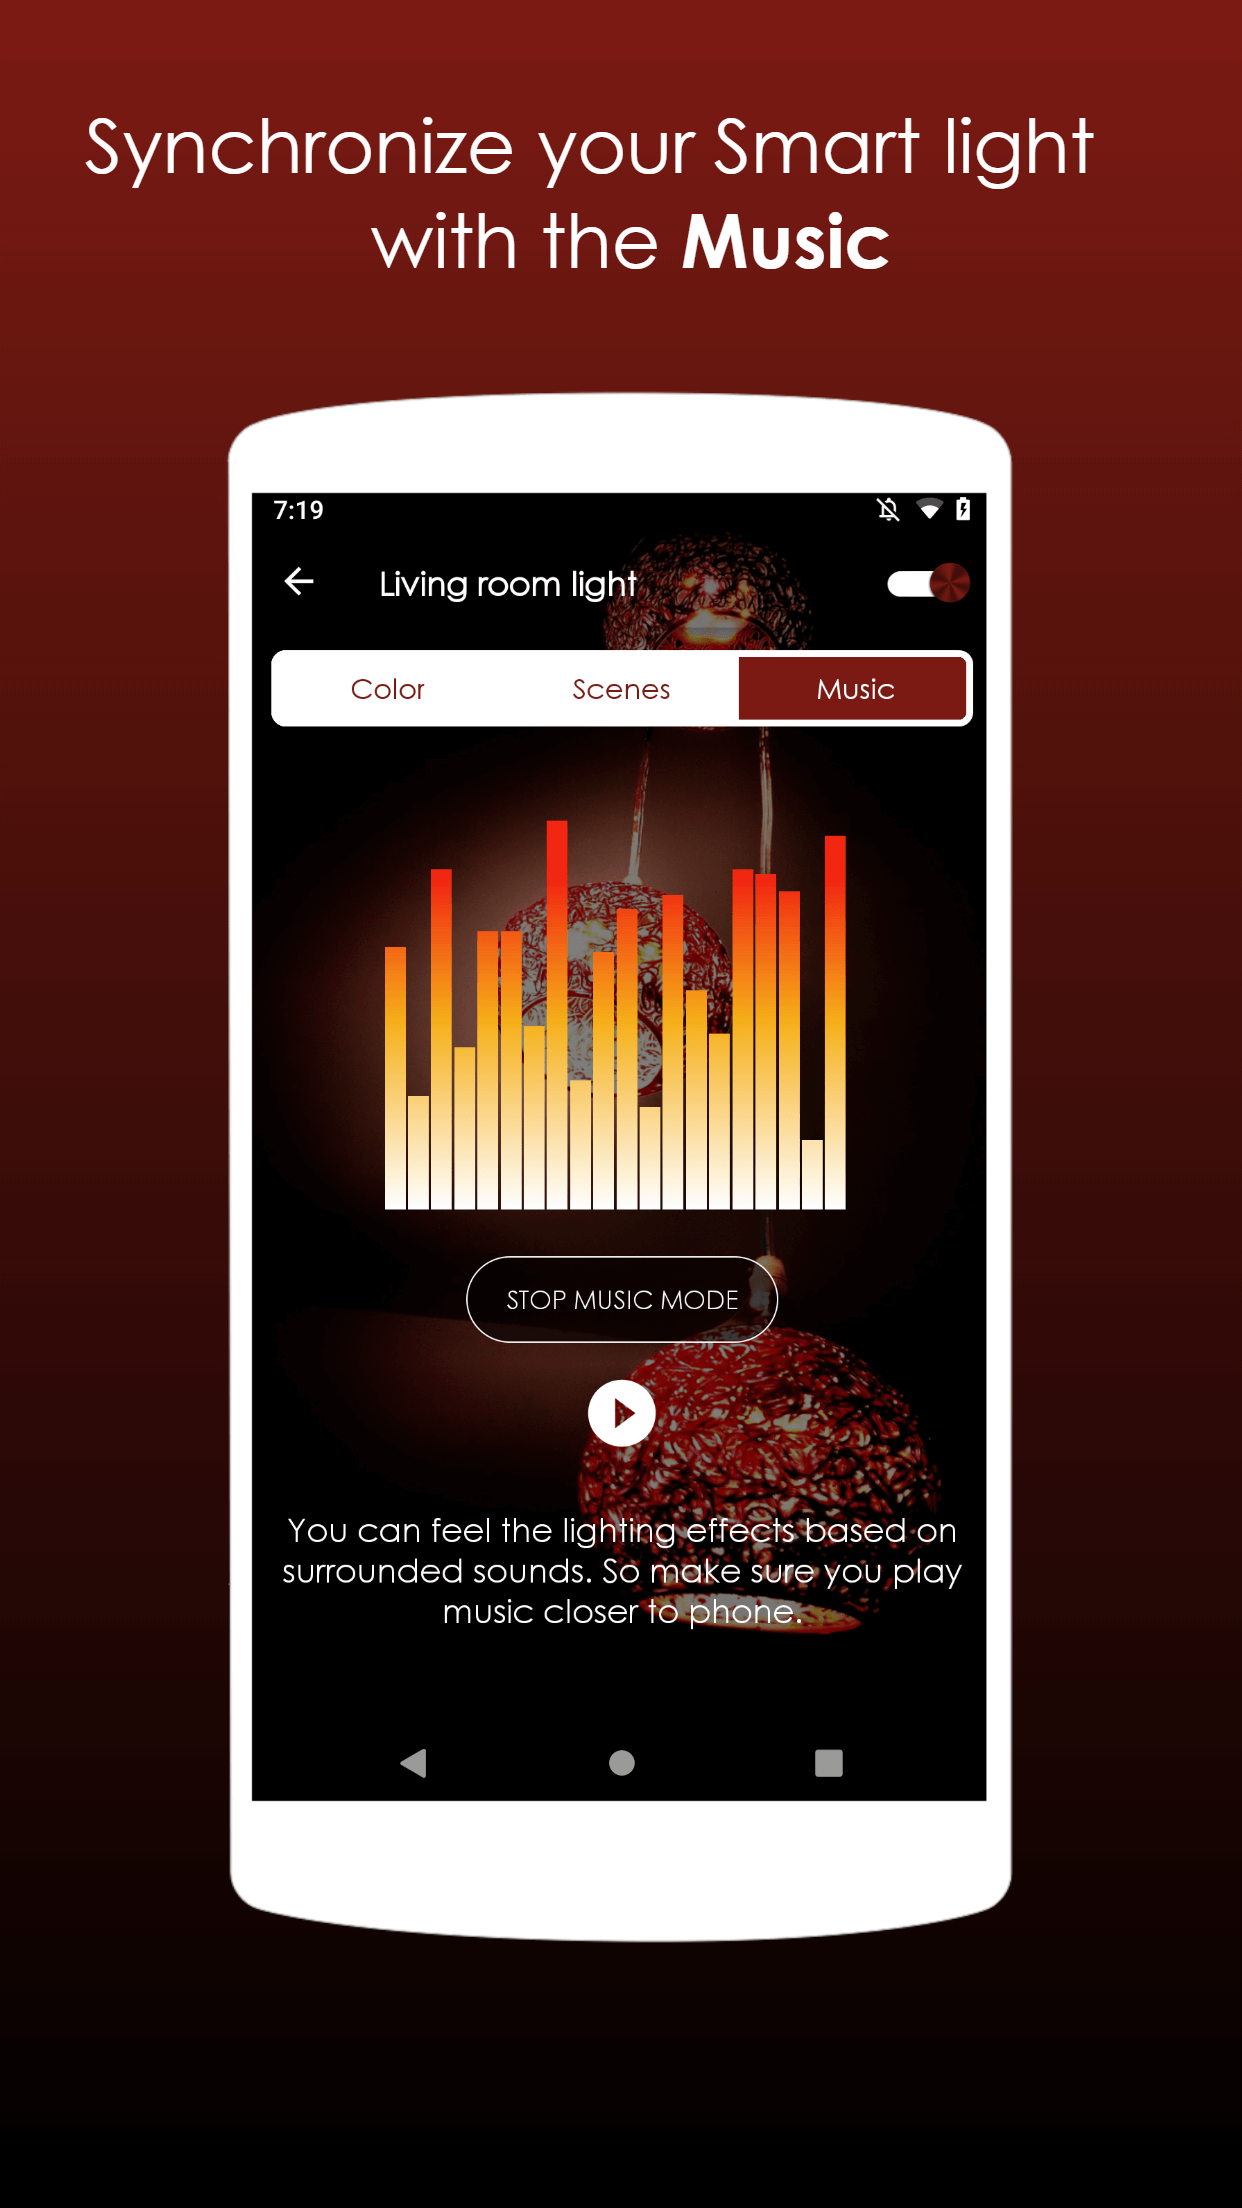 Synchronize your Smart light
with the Music
7:19
Living room light
Color
Scenes
Music
STOP MUSIC MODE
You can feel the lighting effects based on
surrounded sounds. So make sure you play
music closer to phone.